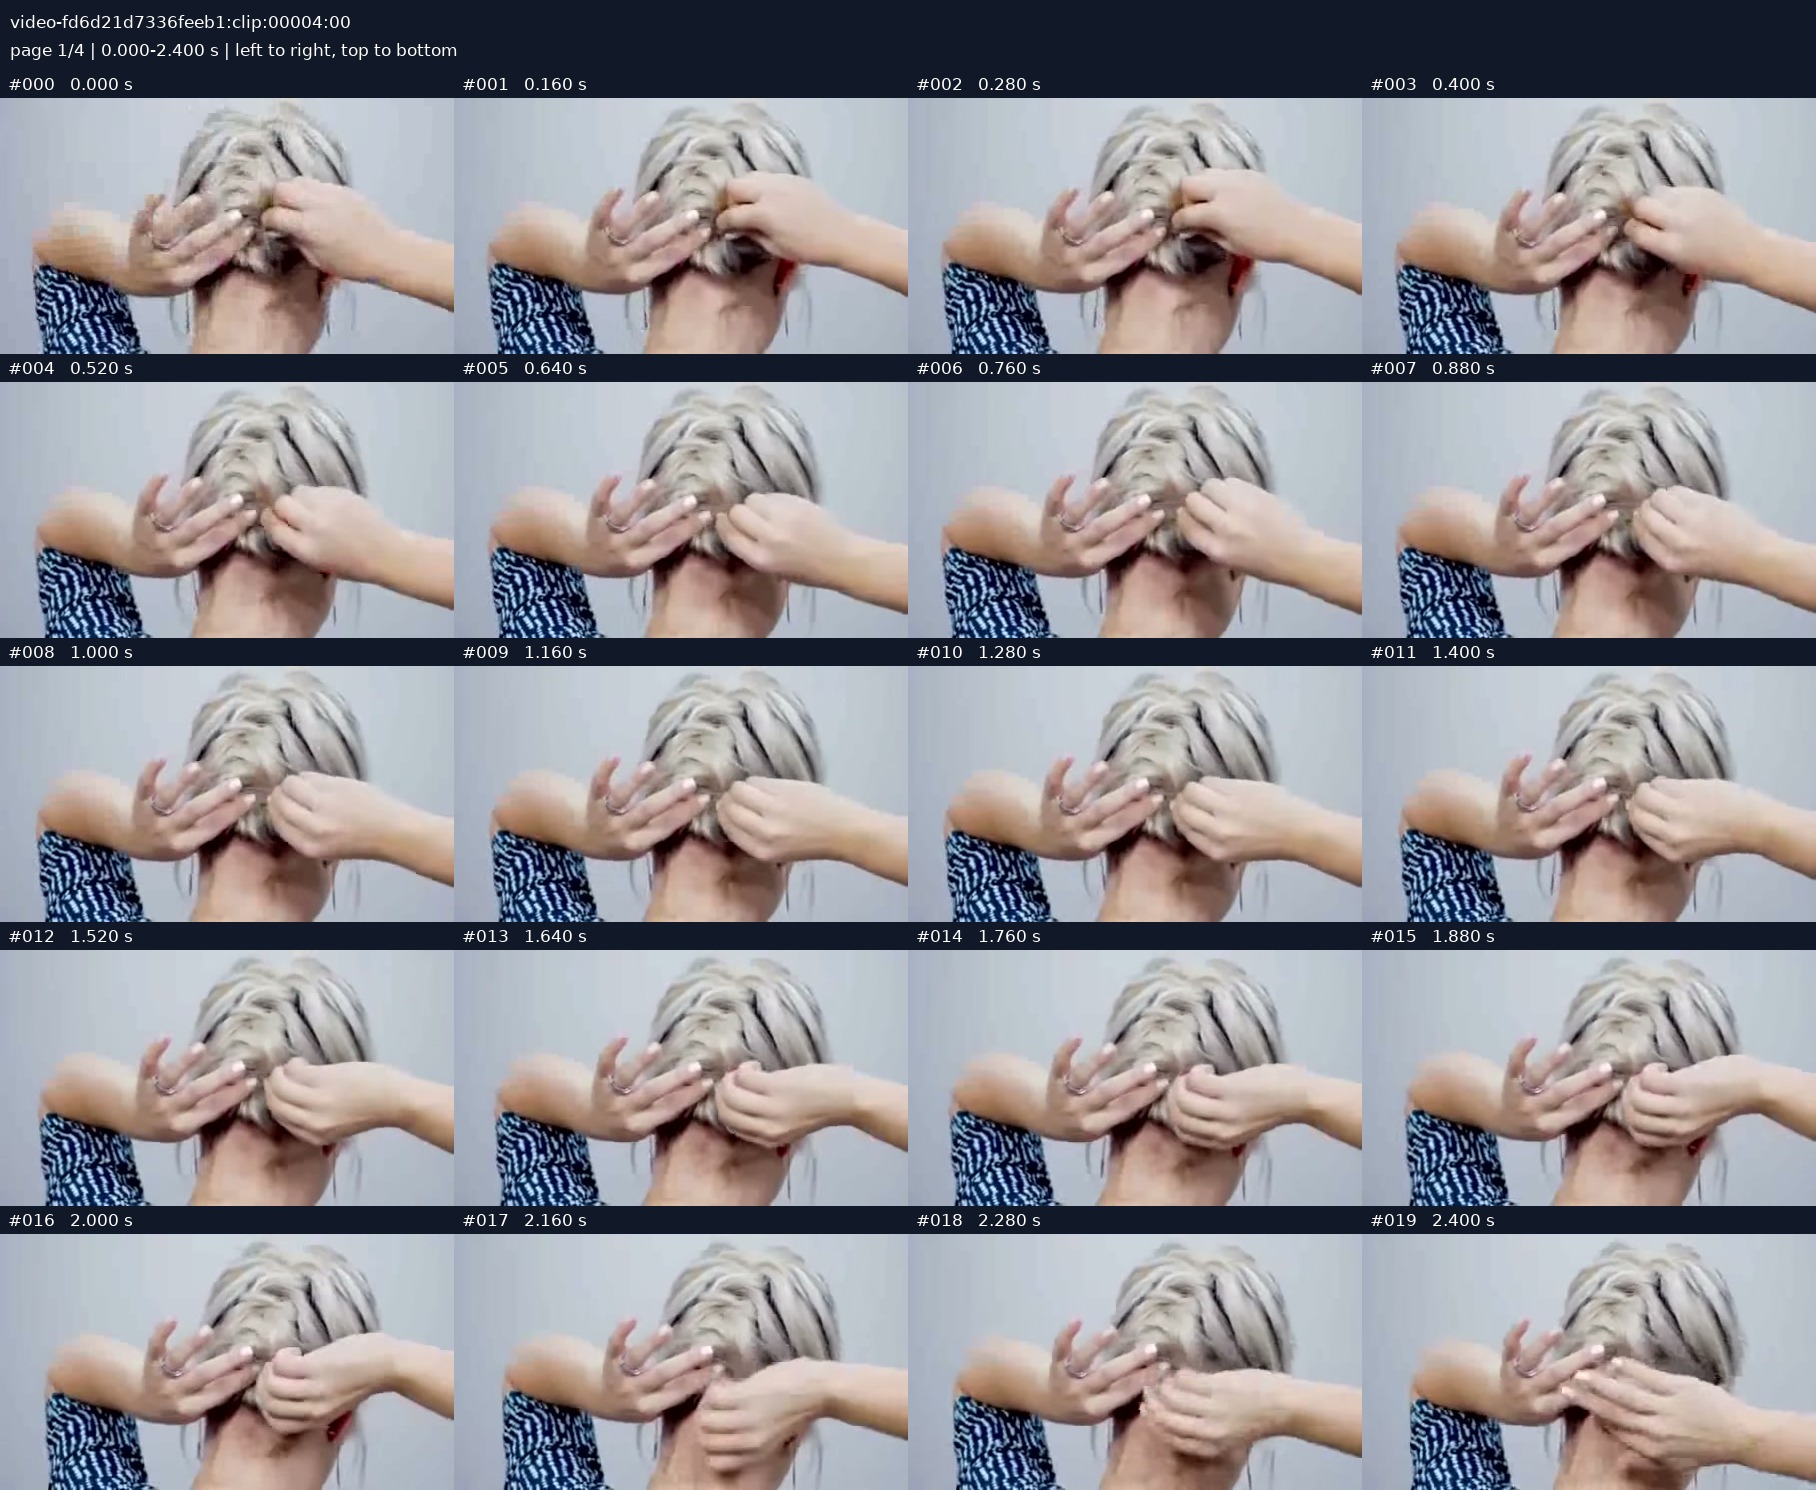 video-fd6d21d7336feeb1:clip:00004:00
page 1/4 | 0.000-2.400 s | left to right, top to bottom
#000 0.000 s
#001 0.160 s
#002 0.280 s
#003 0.400 s
#004 0.520 s
#005 0.640 s
#006 0.760 s
#007 0.880 s
#008 1.000 s
#009 1.160 s
#010 1.280 s
#011 1.400 s
#012 1.520 s
#013 1.640 s
#014 1.760 s
#015 1.880 s
#016 2.000 s
#017 2.160 s
#018 2.280 s
#019 2.400 s